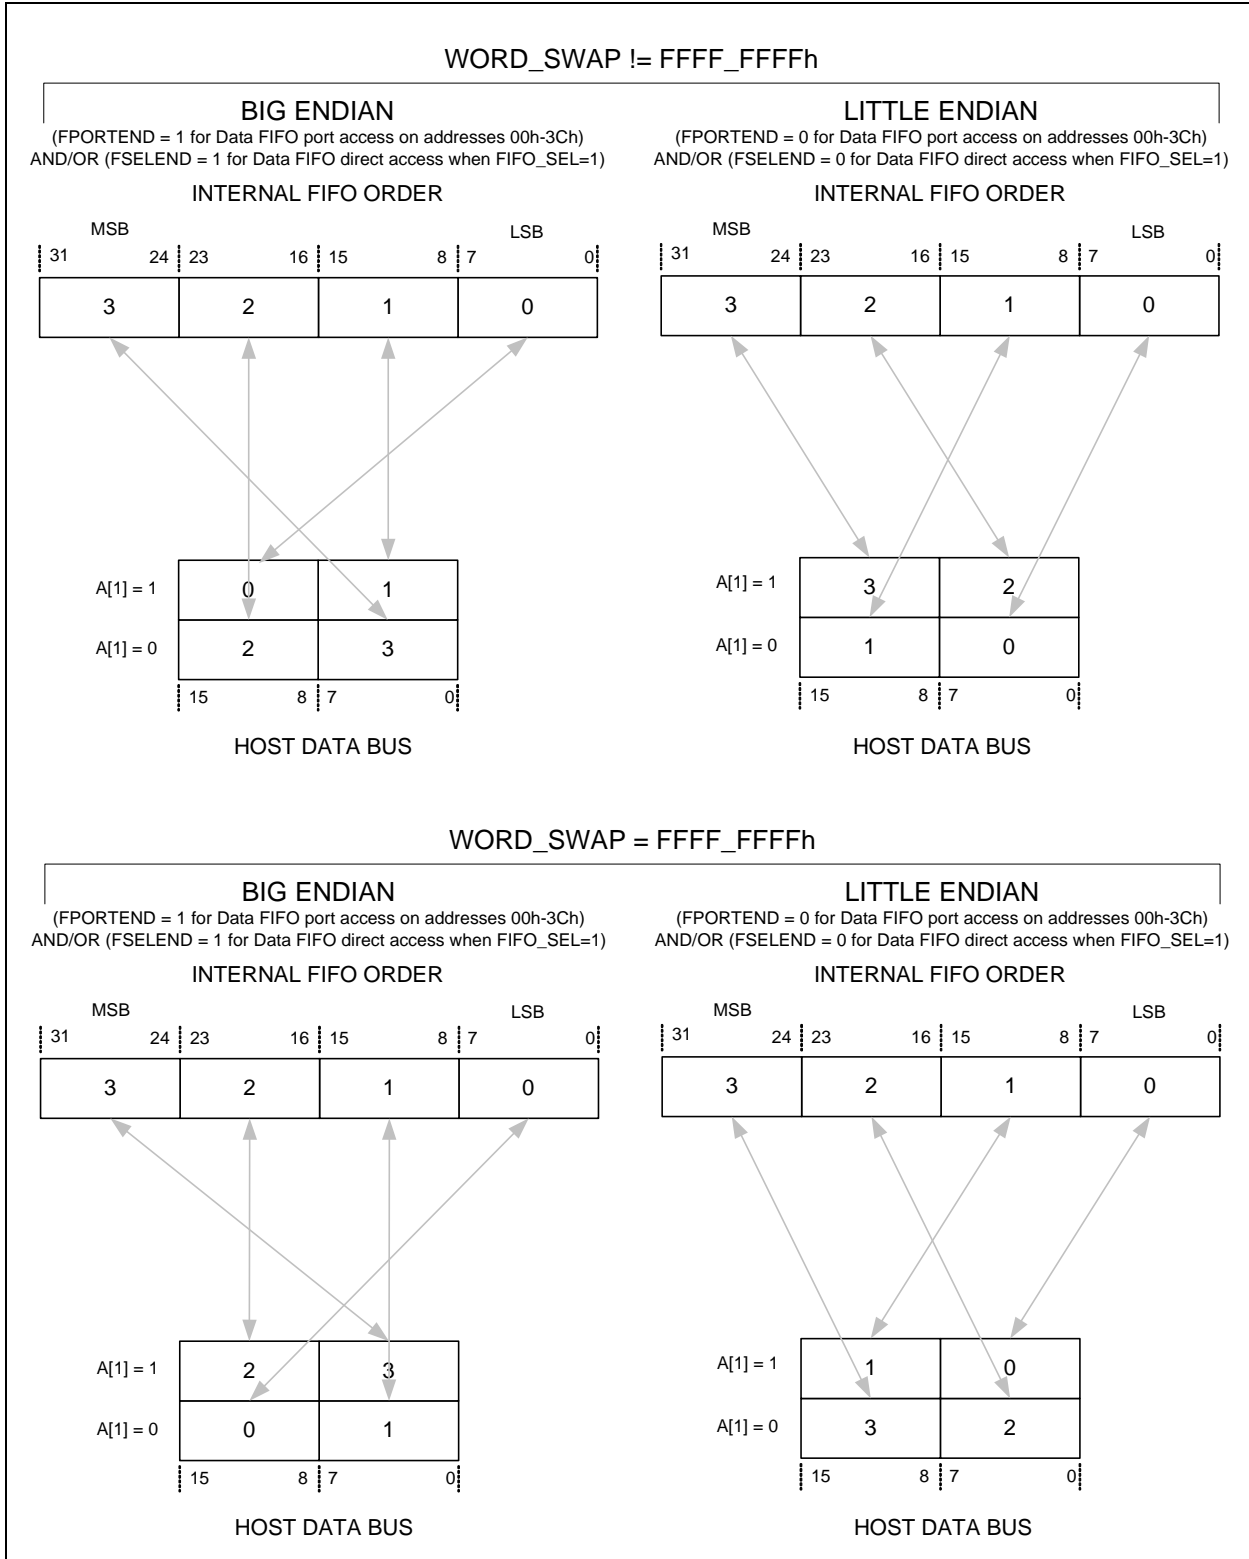 WORD_SWAP != FFFF_FFFFh
BIG ENDIAN
(FPORTEND = 1 for Data FIFO port access on addresses 00h-3Ch)
AND/OR (FSELEND = 1 for Data FIFO direct access when FIFO_SEL=1)
INTERNAL FIFO ORDER
MSB LSB
31 24 23 16 15 8 7 0
3 2 1 0
A[1] = 1 0 1
A[1] = 0 2 3
15 8 7 0
HOST DATA BUS
LITTLE ENDIAN
(FPORTEND = 0 for Data FIFO port access on addresses 00h-3Ch)
AND/OR (FSELEND = 0 for Data FIFO direct access when FIFO_SEL=1)
INTERNAL FIFO ORDER
MSB LSB
31 24 23 16 15 8 7 0
3 2 1 0
A[1] = 1 3 2
A[1] = 0 1 0
15 8 7 0
HOST DATA BUS
WORD_SWAP = FFFF_FFFFh
BIG ENDIAN
(FPORTEND = 1 for Data FIFO port access on addresses 00h-3Ch)
AND/OR (FSELEND = 1 for Data FIFO direct access when FIFO_SEL=1)
INTERNAL FIFO ORDER
MSB LSB
31 24 23 16 15 8 7 0
3 2 1 0
A[1] = 1 2 3
A[1] = 0 0 1
15 8 7 0
HOST DATA BUS
LITTLE ENDIAN
(FPORTEND = 0 for Data FIFO port access on addresses 00h-3Ch)
AND/OR (FSELEND = 0 for Data FIFO direct access when FIFO_SEL=1)
INTERNAL FIFO ORDER
MSB LSB
31 24 23 16 15 8 7 0
3 2 1 0
A[1] = 1 1 0
A[1] = 0 3 2
15 8 7 0
HOST DATA BUS